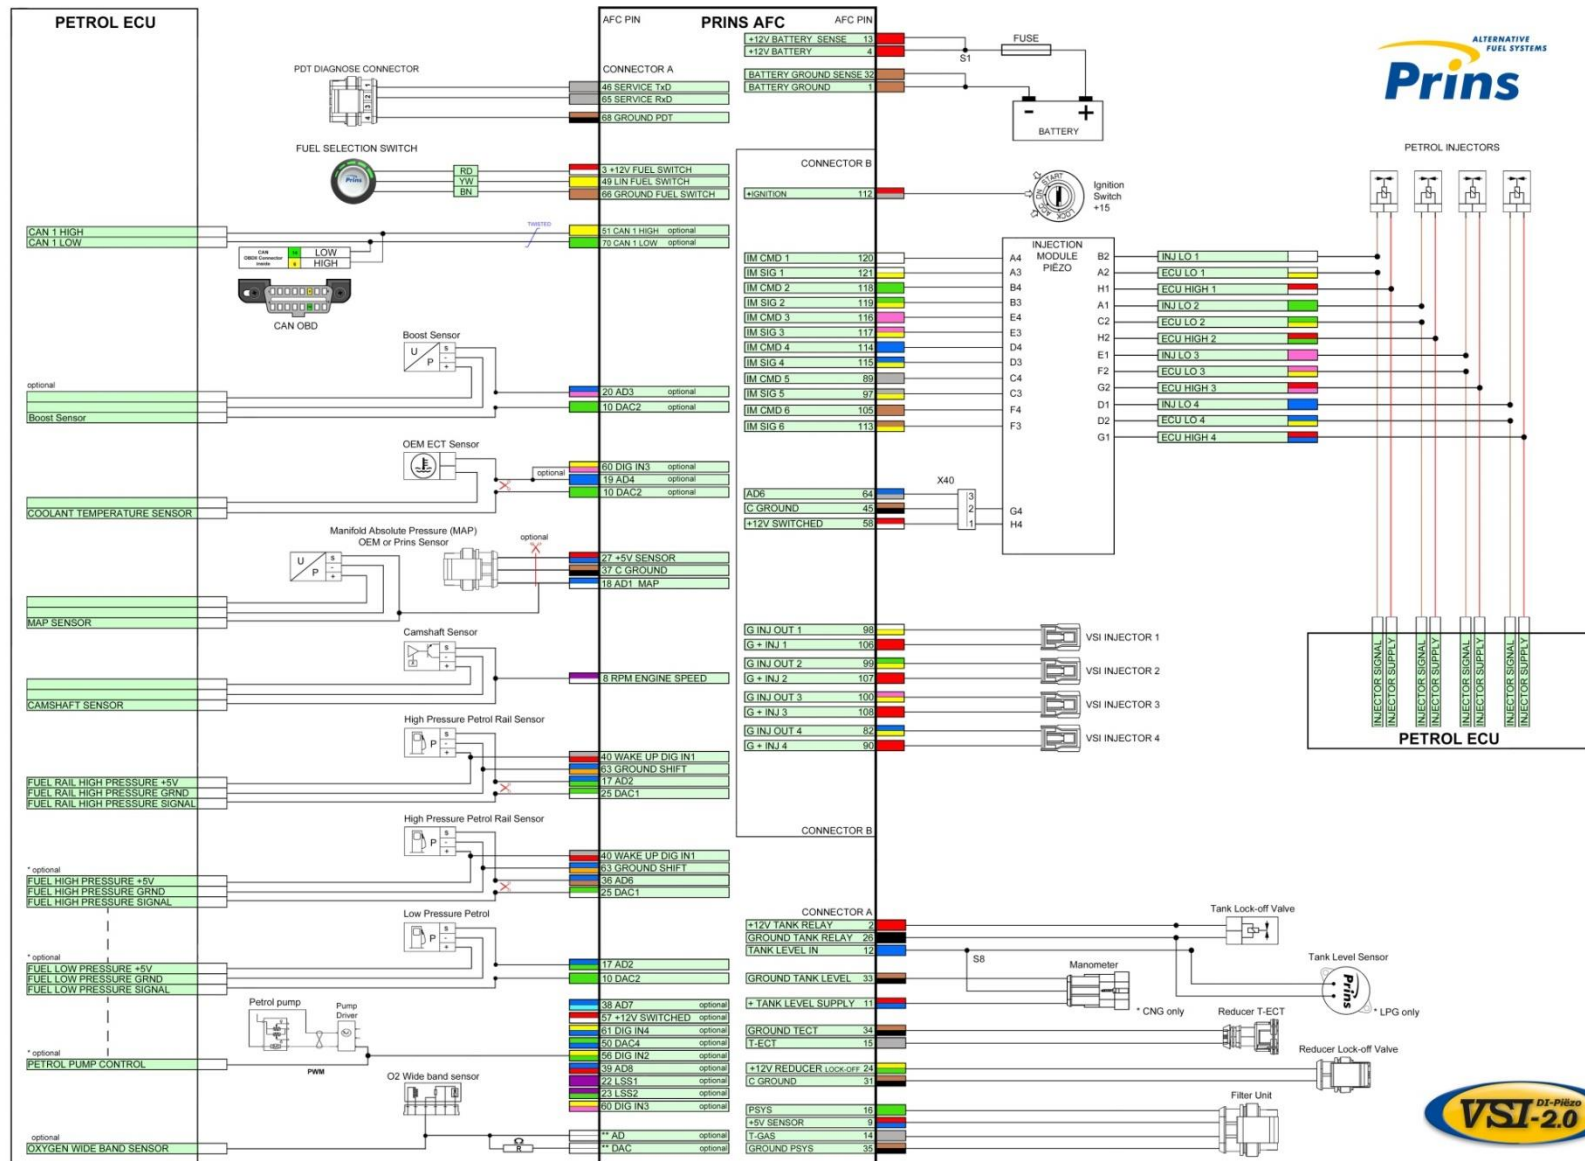 PETROL ECU
PDT DIAGNOSE CONNECTOR
1
2
3
4
FUEL SELECTION SWITCH
Prins
RD
YW
BN
CAN 1 HIGH
CAN 1 LOW
TWISTED
CAN
OBDII Connector
inside
LOW
6
HIGH
CAN OBD
Boost Sensor
U
P
s
-
+
optional
Boost Sensor
OEM ECT Sensor
optional
COOLANT TEMPERATURE SENSOR
Manifold Absolute Pressure (MAP)
OEM or Prins Sensor
optional
U
P
s
-
+
MAP SENSOR
Camshaft Sensor
s
-
+
CAMSHAFT SENSOR
High Pressure Petrol Rail Sensor
P
s
-
+
FUEL RAIL HIGH PRESSURE +5V
FUEL RAIL HIGH PRESSURE GRND
FUEL RAIL HIGH PRESSURE SIGNAL
High Pressure Petrol Rail Sensor
P
s
-
+
* optional
FUEL HIGH PRESSURE +5V
FUEL HIGH PRESSURE GRND
FUEL HIGH PRESSURE SIGNAL
Low Pressure Petrol
P
s
-
+
* optional
FUEL LOW PRESSURE +5V
FUEL LOW PRESSURE GRND
FUEL LOW PRESSURE SIGNAL
Petrol pump
Pump
Driver
* optional
PETROL PUMP CONTROL
PWM
O2 Wide band sensor
optional
OXYGEN WIDE BAND SENSOR
R
AFC PIN
PRINS AFC
AFC PIN
CONNECTOR A
46 SERVICE TxD
65 SERVICE RxD
68 GROUND PDT
3 +12V FUEL SWITCH
49 LIN FUEL SWITCH
66 GROUND FUEL SWITCH
51 CAN 1 HIGH optional
70 CAN 1 LOW optional
20 AD3 optional
10 DAC2 optional
60 DIG IN3 optional
19 AD4 optional
10 DAC2 optional
27 +5V SENSOR
37 C GROUND
18 AD1 MAP
8 RPM ENGINE SPEED
40 WAKE UP DIG IN1
63 GROUND SHIFT
17 AD2
25 DAC1
40 WAKE UP DIG IN1
63 GROUND SHIFT
36 AD6
25 DAC1
17 AD2
10 DAC2
38 AD7 optional
57 +12V SWITCHED optional
61 DIG IN4 optional
50 DAC4 optional
56 DIG IN2 optional
39 AD8 optional
22 LSS1 optional
23 LSS2 optional
60 DIG IN3 optional
** AD optional
** DAC optional
+12V BATTERY SENSE 13
+12V BATTERY 4
BATTERY GROUND SENSE 32
BATTERY GROUND 1
S1
FUSE
-
+
BATTERY
CONNECTOR B
+IGNITION 112
LOCK ACC ON START
Ignition
Switch
+15
IM CMD 1 120
IM SIG 1 121
IM CMD 2 118
IM SIG 2 119
IM CMD 3 116
IM SIG 3 117
IM CMD 4 114
IM SIG 4 115
IM CMD 5 89
IM SIG 5 97
IM CMD 6 105
IM SIG 6 113
AD6 64
C GROUND 45
+12V SWITCHED 58
X40
3
2
1
INJECTION
MODULE
PIËZO
A4
A3
B4
B3
E4
E3
D4
D3
C4
C3
F4
F3
G4
H4
B2
A2
H1
A1
C2
H2
E1
F2
G2
D1
D2
G1
INJ LO 1
ECU LO 1
ECU HIGH 1
INJ LO 2
ECU LO 2
ECU HIGH 2
INJ LO 3
ECU LO 3
ECU HIGH 3
INJ LO 4
ECU LO 4
ECU HIGH 4
G INJ OUT 1 98
G + INJ 1 106
G INJ OUT 2 99
G + INJ 2 107
G INJ OUT 3 100
G + INJ 3 108
G INJ OUT 4 82
G + INJ 4 90
VSI INJECTOR 1
VSI INJECTOR 2
VSI INJECTOR 3
VSI INJECTOR 4
CONNECTOR B
CONNECTOR A
+12V TANK RELAY 2
GROUND TANK RELAY 26
TANK LEVEL IN 12
GROUND TANK LEVEL 33
+ TANK LEVEL SUPPLY 11
GROUND TECT 34
T-ECT 15
+12V REDUCER LOCK-OFF 24
C GROUND 31
PSYS 16
+5V SENSOR 9
T-GAS 14
GROUND PSYS 35
S8
Tank Lock-off Valve
Manometer
* CNG only
Tank Level Sensor
Prins
* LPG only
Reducer T-ECT
Reducer Lock-off Valve
Filter Unit
ALTERNATIVE
FUEL SYSTEMS
Prins
PETROL INJECTORS
INJECTOR SIGNAL
INJECTOR SUPPLY
INJECTOR SIGNAL
INJECTOR SUPPLY
INJECTOR SIGNAL
INJECTOR SUPPLY
INJECTOR SIGNAL
INJECTOR SUPPLY
PETROL ECU
VSI-2.0
DI-Piëzo